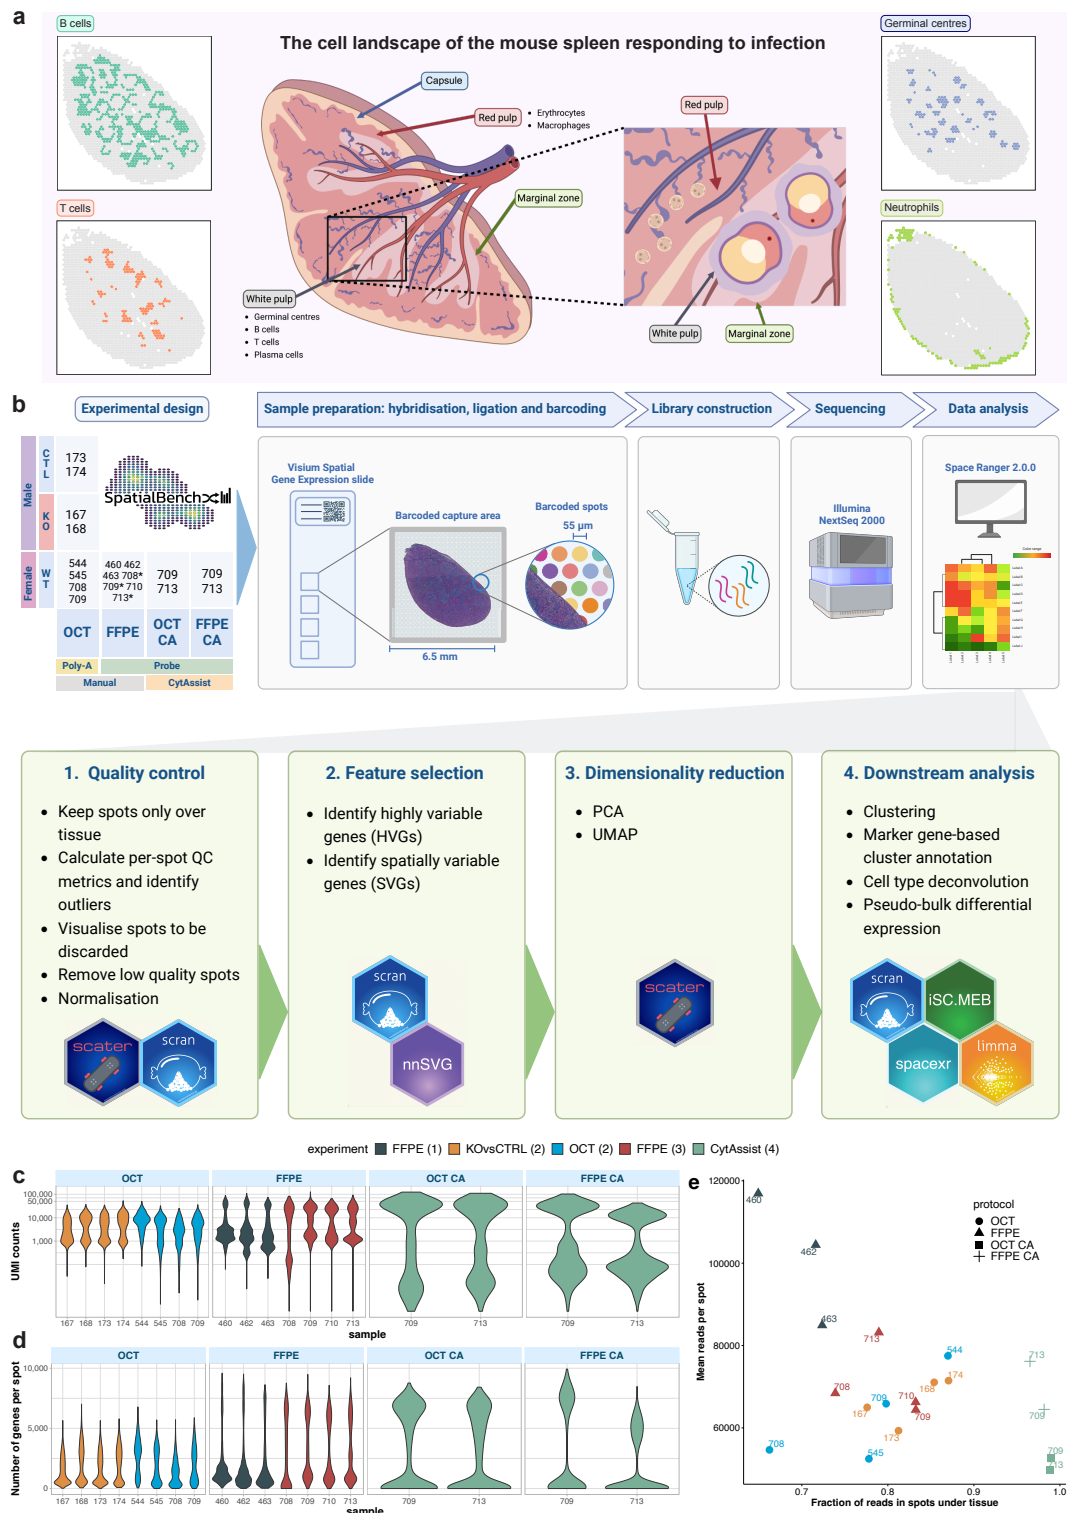 a
B cells
The cell landscape of the mouse spleen responding to infection
Germinal centres
Capsule
Red pulp
• Erythrocytes
• Macrophages
Red pulp
Marginal zone
T cells
Neutrophils
White pulp
• Germinal centres
• B cells
• T cells
• Plasma cells
White pulp
Marginal zone
b
Experimental design
Sample preparation: hybridisation, ligation and barcoding
Library construction
Sequencing
Data analysis
Male
CTL
173
174
KO
167
168
SpatialBench
Female
WT
544
545
708
709
460 462
463 708*
709* 710
713*
709
713
709
713
OCT
FFPE
OCT CA
FFPE CA
Poly-A
Probe
Manual
CytAssist
Visium Spatial
Gene Expression slide
Barcoded capture area
6.5 mm
Barcoded spots
55 µm
Illumina
NextSeq 2000
Space Ranger 2.0.0
Color range
1. Quality control
• Keep spots only over
tissue
• Calculate per-spot QC
metrics and identify
outliers
• Visualise spots to be
discarded
• Remove low quality spots
• Normalisation
scater
scran
2. Feature selection
• Identify highly variable
genes (HVGs)
• Identify spatially variable
genes (SVGs)
scran
nnSVG
3. Dimensionality reduction
• PCA
• UMAP
scater
4. Downstream analysis
• Clustering
• Marker gene-based
cluster annotation
• Cell type deconvolution
• Pseudo-bulk differential
expression
scran
iSC.MEB
spacexr
limma
experiment FFPE (1) KOvsCTRL (2) OCT (2) FFPE (3) CytAssist (4)
c
OCT FFPE OCT CA FFPE CA
UMI counts
100,000
50,000
10,000
1,000
167 168 173 174 544 545 708 709 460 462 463 708 709 710 713 709 713 709 713
sample
d
OCT FFPE OCT CA FFPE CA
Number of genes per spot
10,000
5,000
0
167 168 173 174 544 545 708 709 460 462 463 708 709 710 713 709 713 709 713
sample
e
Mean reads per spot
120000
100000
80000
60000
protocol
OCT
FFPE
OCT CA
FFPE CA
460
462
463
713
544
713
174
168
708
709
710
167
709
709
173
708
545
709
713
0.7 0.8 0.9 1.0
Fraction of reads in spots under tissue